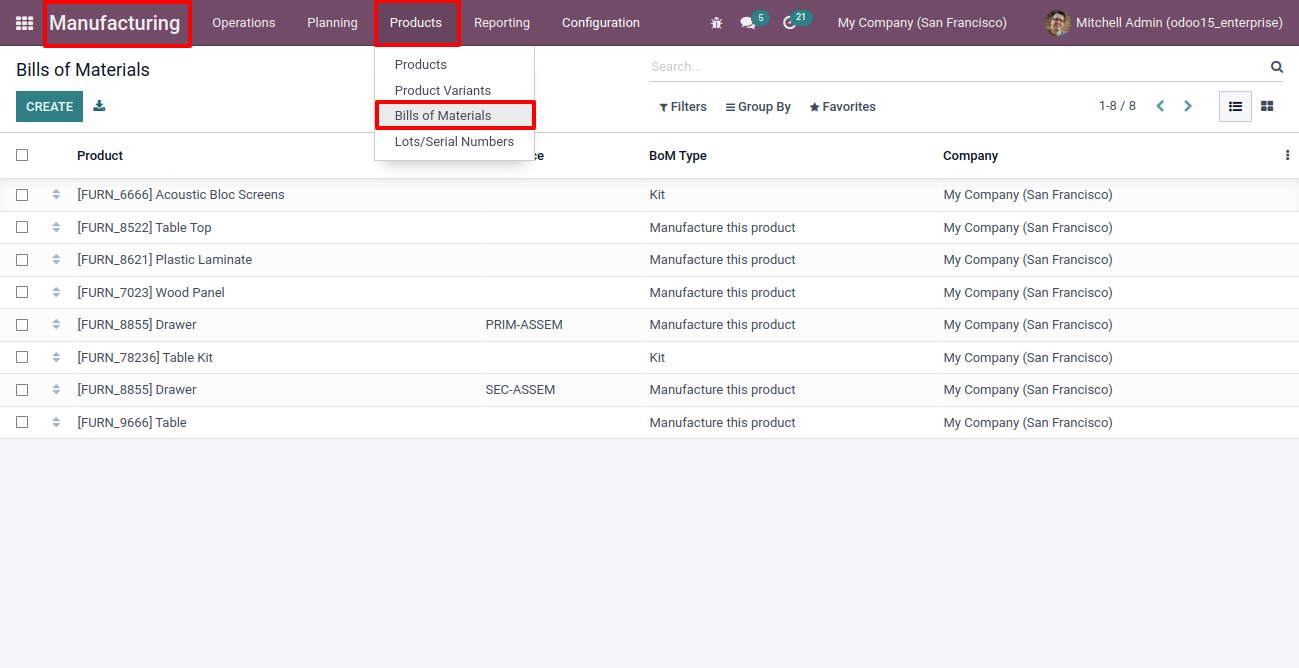 Manufacturing Operations Planning Products Reporting Configuration 5 21 My Company (San Francisco) Mitchell Admin (odoo15_enterprise)
Bills of Materials
Search...
CREATE
Products
Product Variants
Bills of Materials
Lots/Serial Numbers
Filters Group By Favorites 1-8 / 8
Product ce BoM Type Company
[FURN_6666] Acoustic Bloc Screens Kit My Company (San Francisco)
[FURN_8522] Table Top Manufacture this product My Company (San Francisco)
[FURN_8621] Plastic Laminate Manufacture this product My Company (San Francisco)
[FURN_7023] Wood Panel Manufacture this product My Company (San Francisco)
[FURN_8855] Drawer PRIM-ASSEM Manufacture this product My Company (San Francisco)
[FURN_78236] Table Kit Kit My Company (San Francisco)
[FURN_8855] Drawer SEC-ASSEM Manufacture this product My Company (San Francisco)
[FURN_9666] Table Manufacture this product My Company (San Francisco)